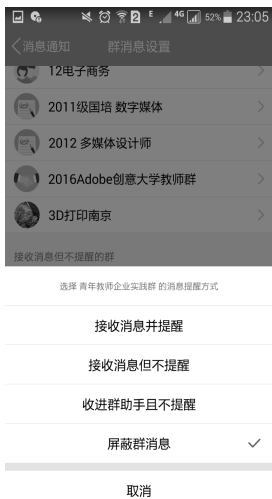 2 E 4G 52% 23:05
消息通知 群消息设置
12电子商务
2011级国培 数字媒体
2012 多媒体设计师
2016Adobe创意大学教师群
3D打印南京
接收消息但不提醒的群
选择 青年教师企业实践群 的消息提醒方式
接收消息并提醒
接收消息但不提醒
收进群助手且不提醒
屏蔽群消息
取消